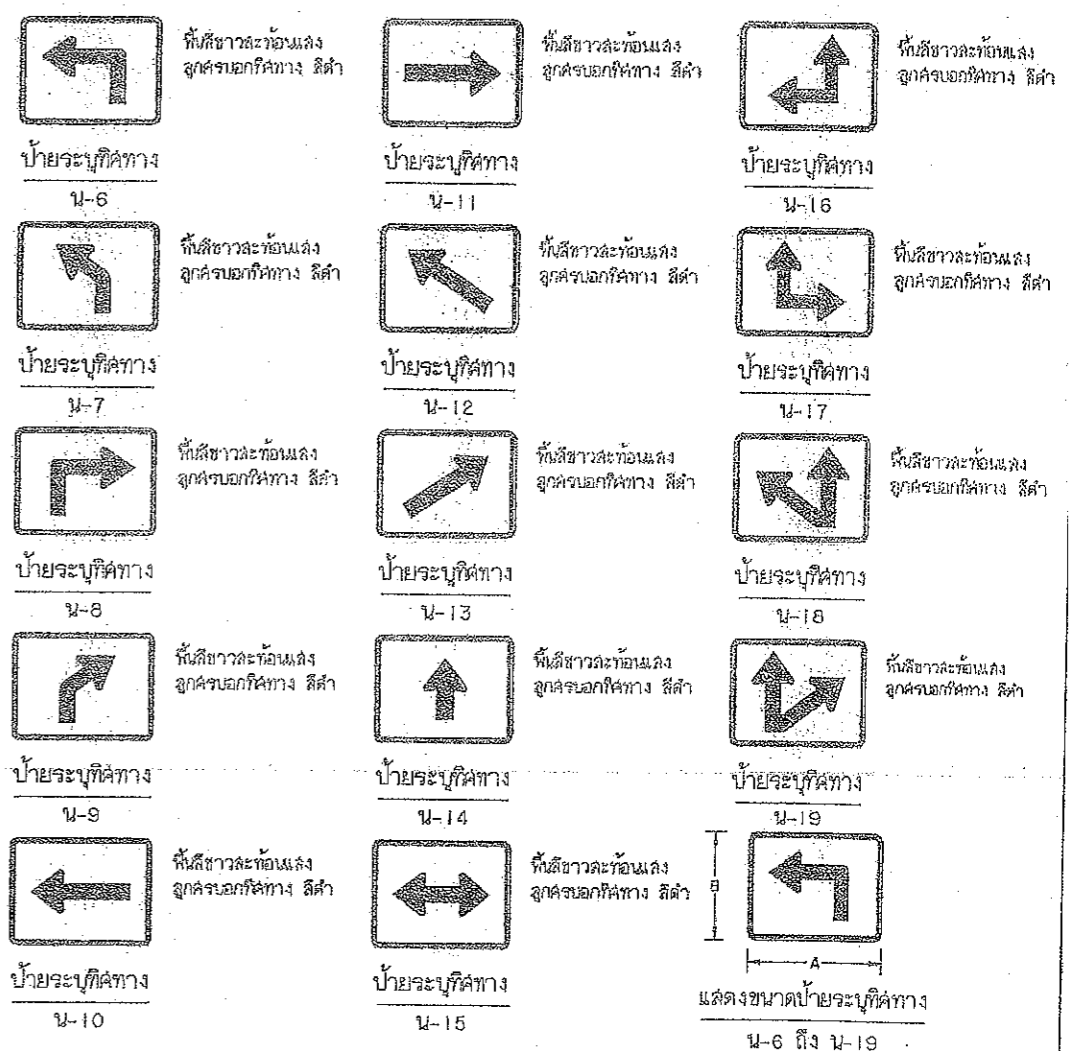 พื้นสีขาวสะท้อนแสง
ลูกศรบอกทิศทาง สีดำ
ป้ายระบุทิศทาง
น-6
พื้นสีขาวสะท้อนแสง
ลูกศรบอกทิศทาง สีดำ
ป้ายระบุทิศทาง
น-11
พื้นสีขาวสะท้อนแสง
ลูกศรบอกทิศทาง สีดำ
ป้ายระบุทิศทาง
น-16
พื้นสีขาวสะท้อนแสง
ลูกศรบอกทิศทาง สีดำ
ป้ายระบุทิศทาง
น-7
พื้นสีขาวสะท้อนแสง
ลูกศรบอกทิศทาง สีดำ
ป้ายระบุทิศทาง
น-12
พื้นสีขาวสะท้อนแสง
ลูกศรบอกทิศทาง สีดำ
ป้ายระบุทิศทาง
น-17
พื้นสีขาวสะท้อนแสง
ลูกศรบอกทิศทาง สีดำ
ป้ายระบุทิศทาง
น-8
พื้นสีขาวสะท้อนแสง
ลูกศรบอกทิศทาง สีดำ
ป้ายระบุทิศทาง
น-13
พื้นสีขาวสะท้อนแสง
ลูกศรบอกทิศทาง สีดำ
ป้ายระบุทิศทาง
น-18
พื้นสีขาวสะท้อนแสง
ลูกศรบอกทิศทาง สีดำ
ป้ายระบุทิศทาง
น-9
พื้นสีขาวสะท้อนแสง
ลูกศรบอกทิศทาง สีดำ
ป้ายระบุทิศทาง
น-14
พื้นสีขาวสะท้อนแสง
ลูกศรบอกทิศทาง สีดำ
ป้ายระบุทิศทาง
น-19
พื้นสีขาวสะท้อนแสง
ลูกศรบอกทิศทาง สีดำ
ป้ายระบุทิศทาง
น-10
พื้นสีขาวสะท้อนแสง
ลูกศรบอกทิศทาง สีดำ
ป้ายระบุทิศทาง
น-15
B
A
แสดงขนาดป้ายระบุทิศทาง
น-6 ถึง น-19